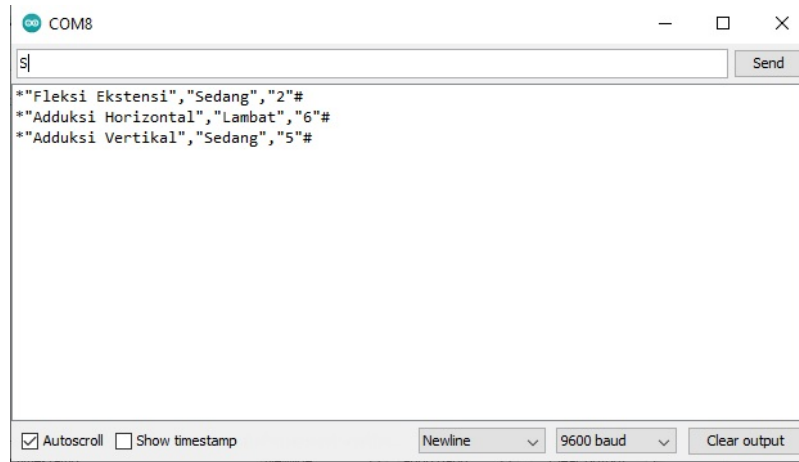 COM8
S
Send
*"Fleksi Ekstensi","Sedang","2"#
*"Adduksi Horizontal","Lambat","6"#
*"Adduksi Vertikal","Sedang","5"#
Autoscroll Show timestamp Newline 9600 baud Clear output